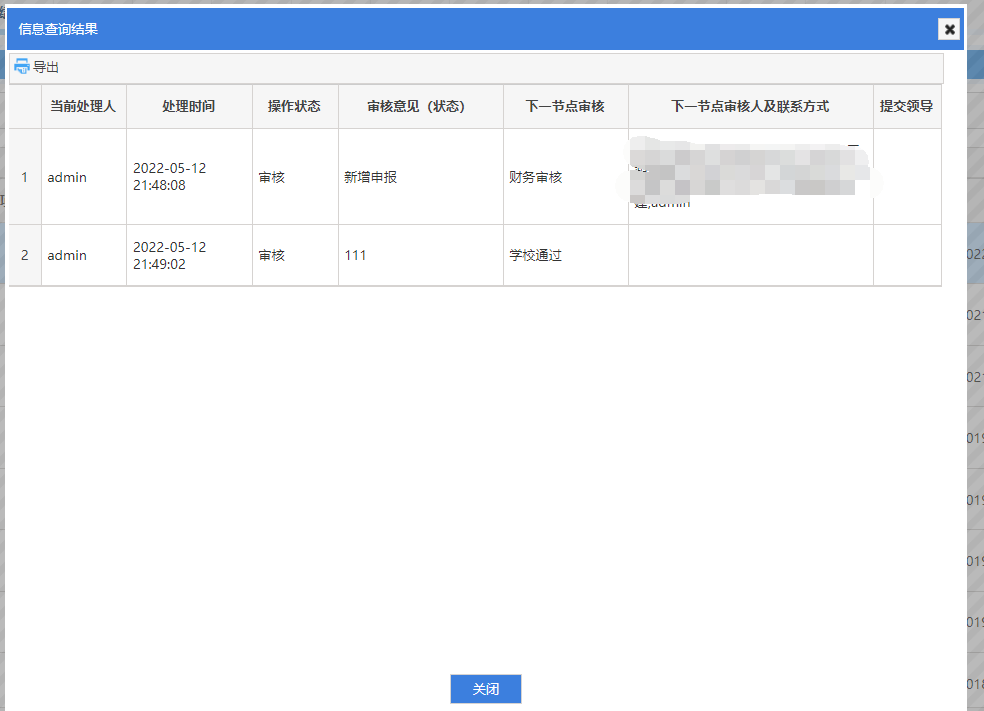 信息查询结果
导出
当前处理人 处理时间 操作状态 审核意见（状态） 下一节点审核 下一节点审核人及联系方式 提交领导
1 admin 2022-05-12 21:48:08 审核 新增申报 财务审核
2 admin 2022-05-12 21:49:02 审核 111 学校通过
关闭